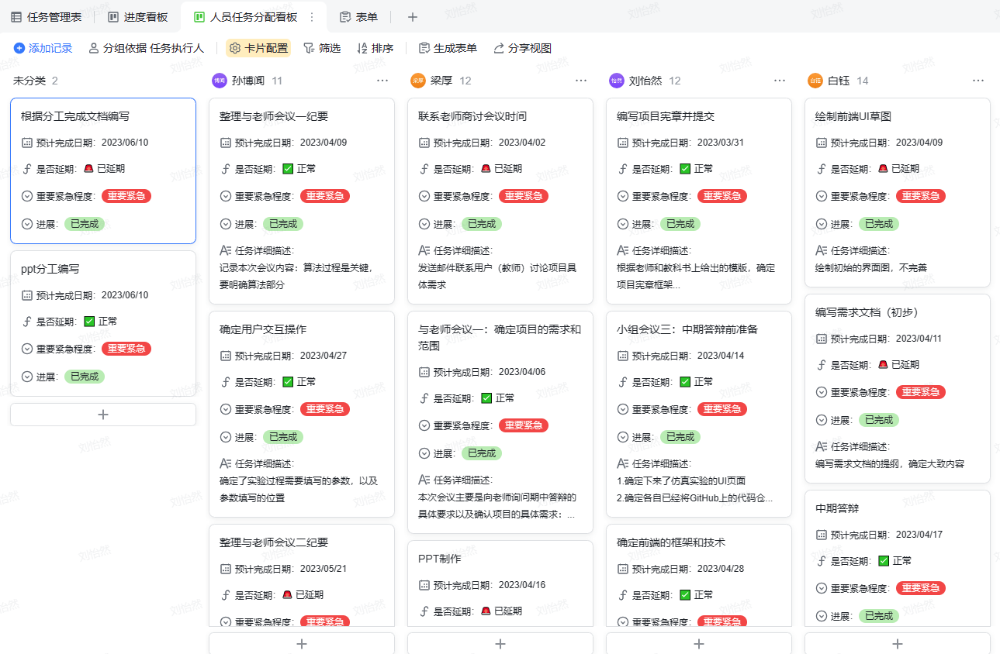 任务管理表 进度看板 人员任务分配看板 表单
添加记录 分组依据 任务执行人 卡片配置 筛选 排序 生成表单 分享视图
未分类 2
根据分工完成文档编写
预计完成日期: 2023/06/10
是否延期: 已延期
重要紧急程度: 重要紧急
进展: 已完成
ppt分工编写
预计完成日期: 2023/06/10
是否延期: 正常
重要紧急程度: 重要紧急
进展: 已完成
博闻 孙博闻 11
整理与老师会议一纪要
预计完成日期: 2023/04/09
是否延期: 正常
重要紧急程度: 重要紧急
进展: 已完成
任务详细描述:
记录本次会议内容：算法过程是关键，
要明确算法部分
确定用户交互操作
预计完成日期: 2023/04/27
是否延期: 正常
重要紧急程度: 重要紧急
进展: 已完成
任务详细描述:
确定了实验过程需要填写的参数，以及
参数填写的位置
整理与老师会议二纪要
预计完成日期: 2023/05/21
是否延期: 已延期
重要紧急程度: 重要紧急
梁厚 梁厚 12
联系老师商讨会议时间
预计完成日期: 2023/04/02
是否延期: 已延期
重要紧急程度: 重要紧急
进展: 已完成
任务详细描述:
发送邮件联系用户（教师）讨论项目具
体需求
与老师会议一：确定项目的需求和
范围
预计完成日期: 2023/04/06
是否延期: 正常
重要紧急程度: 重要紧急
进展: 已完成
任务详细描述:
本次会议主要是向老师询问期中答辩的
具体要求以及确认项目的具体需求：...
PPT制作
预计完成日期: 2023/04/16
是否延期: 已延期
怡然 刘怡然 12
编写项目宪章并提交
预计完成日期: 2023/03/31
是否延期: 正常
重要紧急程度: 重要紧急
进展: 已完成
任务详细描述:
根据老师和教科书上给出的模版，确定
项目宪章框架...
小组会议三：中期答辩前准备
预计完成日期: 2023/04/14
是否延期: 正常
重要紧急程度: 重要紧急
进展: 已完成
任务详细描述:
1.确定下来了仿真实验的UI页面
2.确定各自已经将GitHub上的代码仓...
确定前端的框架和技术
预计完成日期: 2023/04/28
是否延期: 正常
重要紧急程度: 重要紧急
白钰 白钰 14
绘制前端UI草图
预计完成日期: 2023/04/09
是否延期: 已延期
重要紧急程度: 重要紧急
进展: 已完成
任务详细描述:
绘制初始的界面图，不完善
编写需求文档（初步）
预计完成日期: 2023/04/11
是否延期: 已延期
重要紧急程度: 重要紧急
进展: 已完成
任务详细描述:
编写需求文档的提纲，确定大致内容
中期答辩
预计完成日期: 2023/04/17
是否延期: 正常
重要紧急程度: 重要紧急
进展: 已完成